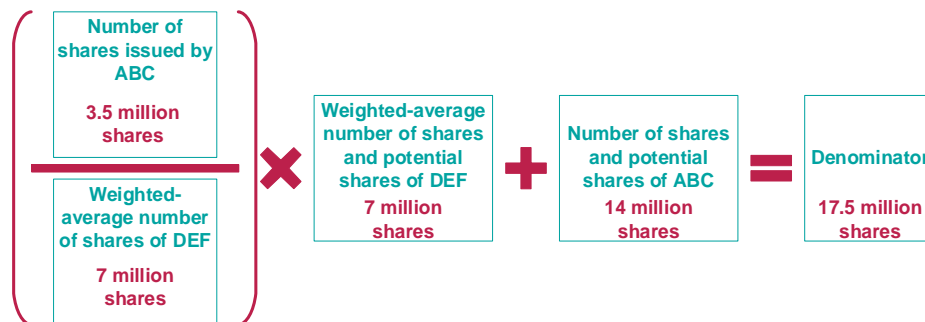 Number of
shares issued by
ABC
3.5 million
shares
Weighted-
average number
of shares of DEF
7 million
shares
Weighted-average
number of shares
and potential
shares of DEF
7 million
shares
Number of shares
and potential
shares of ABC
14 million
shares
Denominator
17.5 million
shares